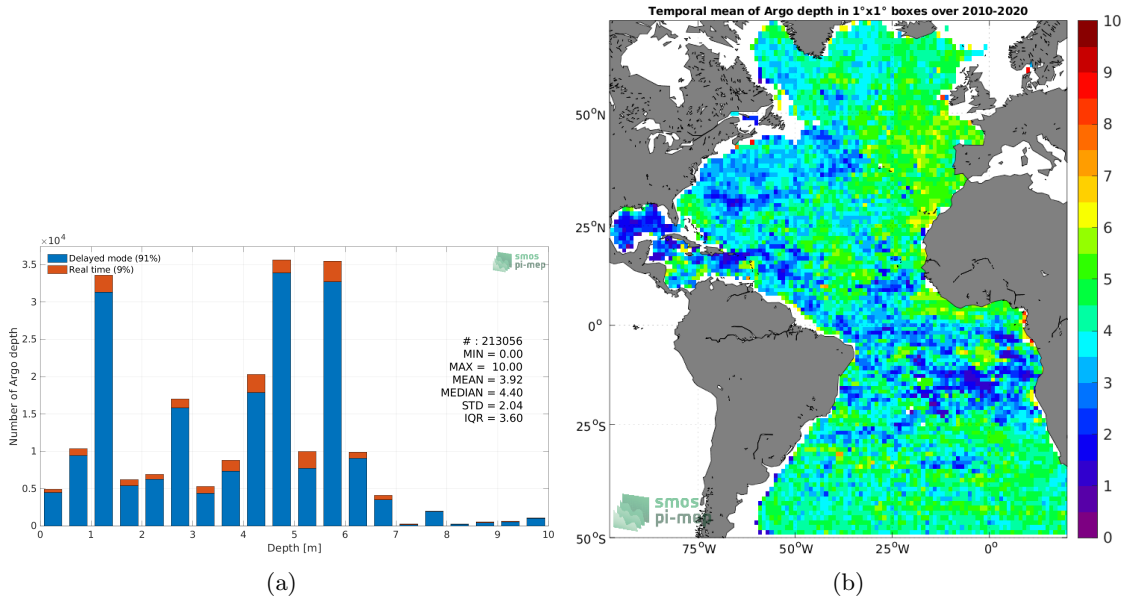 Temporal mean of Argo depth in 1°x1° boxes over 2010-2020
×10⁴
Delayed mode (91%)
Real time (9%)
smos
pi-mep
3.5
3
2.5
2
1.5
1
0.5
0
Number of Argo depth
# : 213056
MIN = 0.00
MAX = 10.00
MEAN = 3.92
MEDIAN = 4.40
STD = 2.04
IQR = 3.60
0 1 2 3 4 5 6 7 8 9 10
Depth [m]
(a)
50°N
25°N
0°
25°S
50°S
75°W 50°W 25°W 0°
smos
pi-mep
10
9
8
7
6
5
4
3
2
1
0
(b)